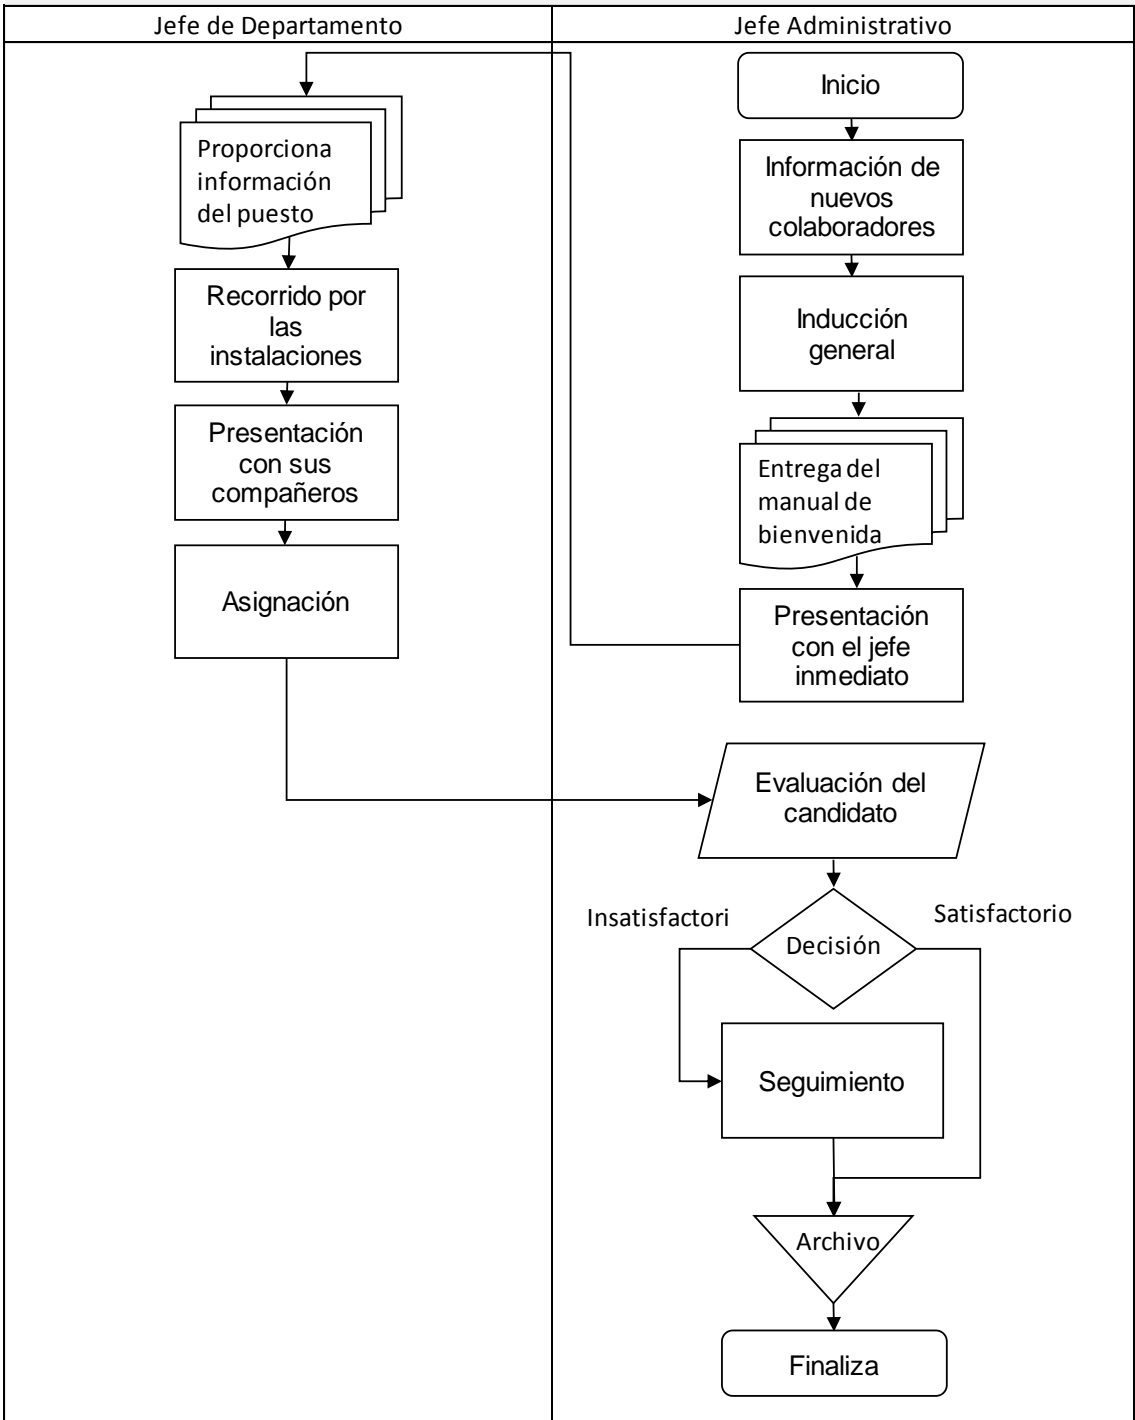 Jefe de Departamento
Jefe Administrativo
Inicio
Información de
nuevos
colaboradores
Inducción
general
Entrega del
manual de
bienvenida
Presentación
con el jefe
inmediato
Proporciona
información
del puesto
Recorrido por
las
instalaciones
Presentación
con sus
compañeros
Asignación
Evaluación del
candidato
Decisión
Insatisfactori
Satisfactorio
Seguimiento
Archivo
Finaliza